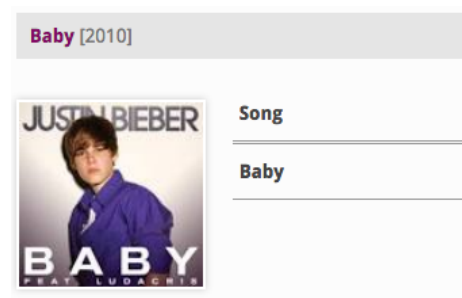 Baby [2010]
JUSTIN BIEBER
Song
Baby
BABY
FEAT. LUDACRIS